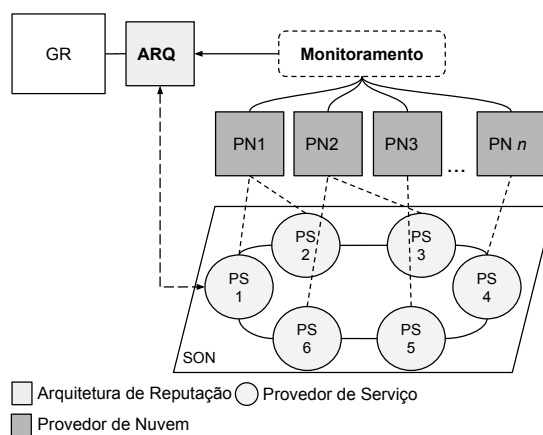 GR
ARQ
Monitoramento
PN1
PN2
PN3
...
PN n
PS
1
PS
2
PS
3
PS
4
PS
5
PS
6
SON
Arquitetura de Reputação
Provedor de Serviço
Provedor de Nuvem